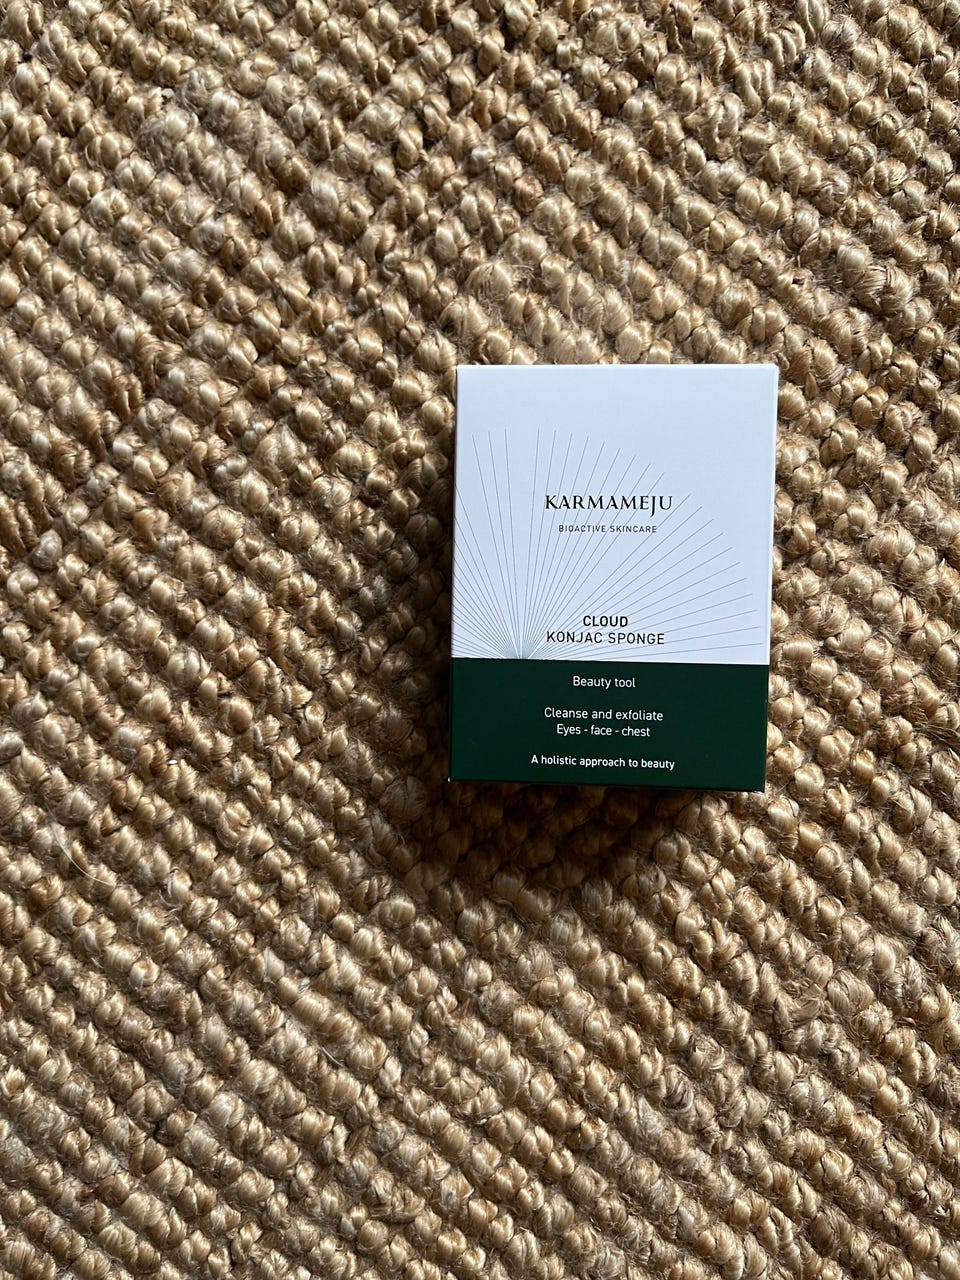 KARMAMEJU
BIOACTIVE SKINCARE
CLOUD
KONJAC SPONGE
Beauty tool
Cleanse and exfoliate
Eyes - face - chest
A holistic approach to beauty